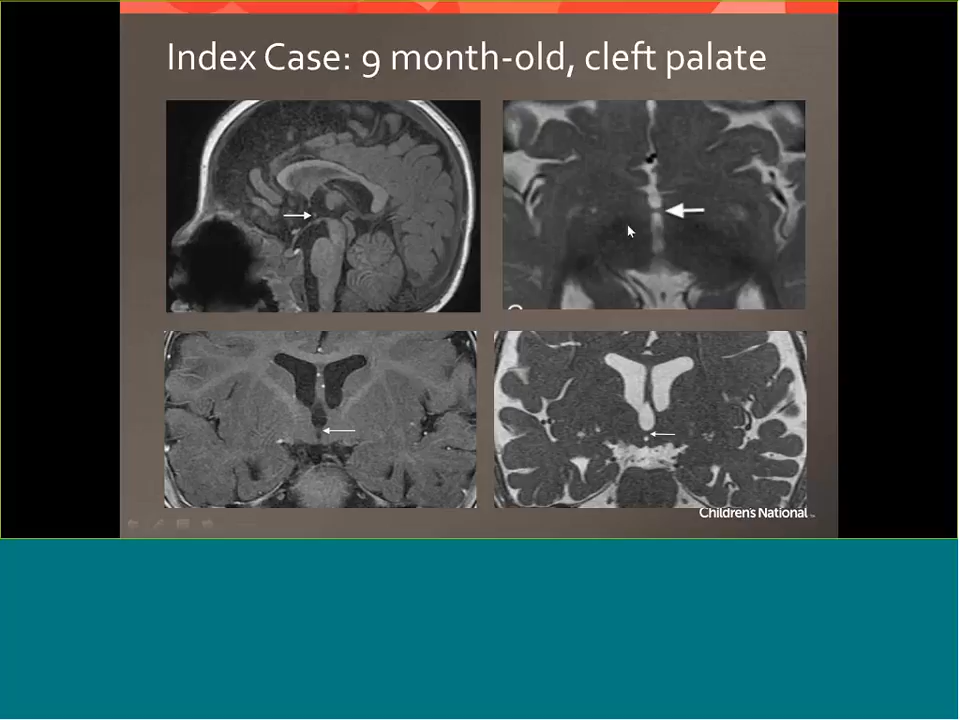 Index Case: 9 month-old, cleft palate
Children's National